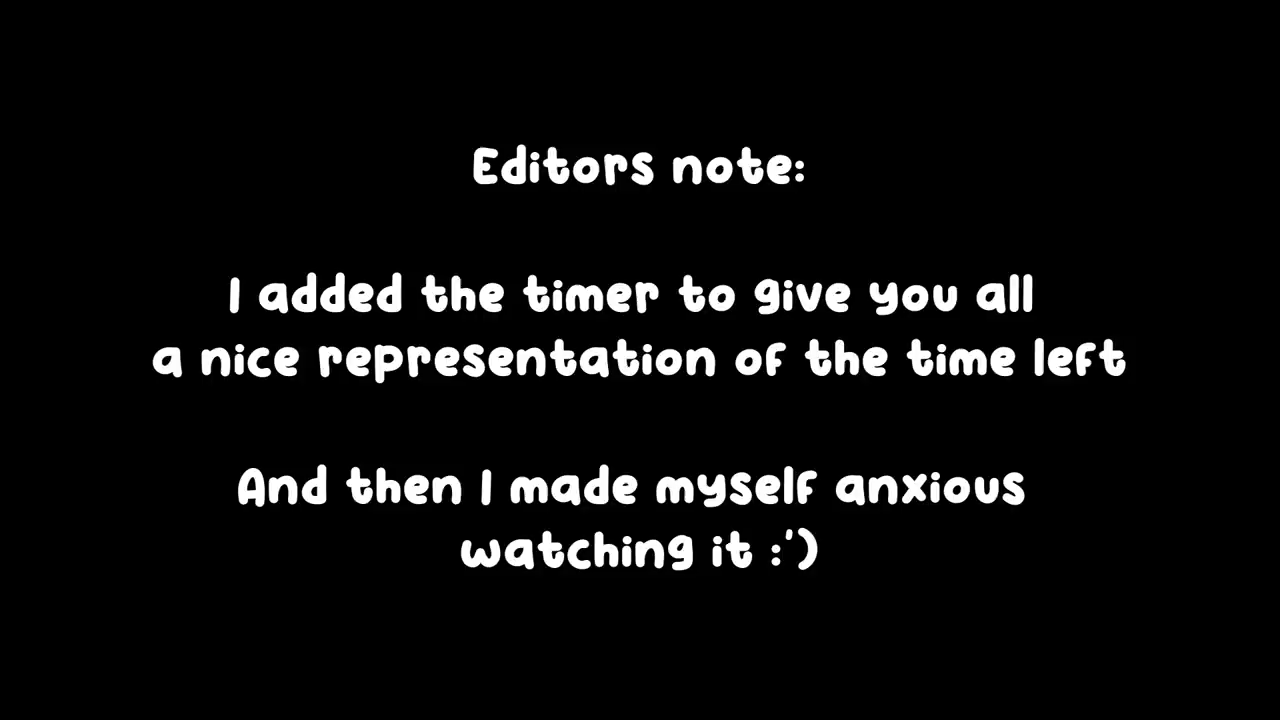 Editors note:
I added the timer to give you all
a nice representation of the time left
And then I made myself anxious
watching it :')